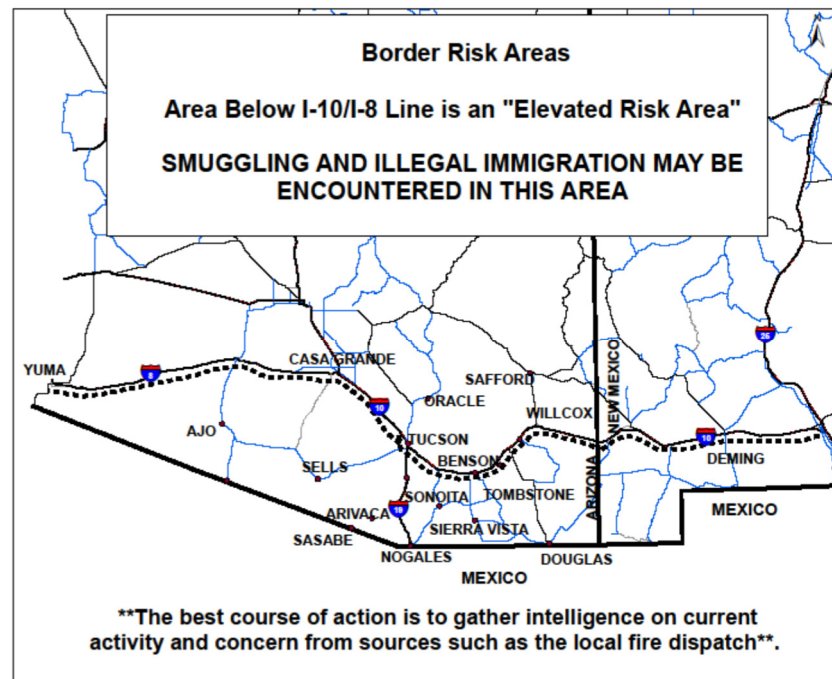 Border Risk Areas
Area Below I-10/I-8 Line is an "Elevated Risk Area"
SMUGGLING AND ILLEGAL IMMIGRATION MAY BE
ENCOUNTERED IN THIS AREA
26
YUMA
8
CASA GRANDE
SAFFORD
NEW MEXICO
10
ORACLE
WILLCOX
AJO
TUCSON
10
BENSON
DEMING
SELLS
SONOITA
TOMBSTONE
ARIZONA
ARIVACA
19
SIERRA VISTA
MEXICO
SASABE
NOGALES
DOUGLAS
MEXICO
**The best course of action is to gather intelligence on current
activity and concern from sources such as the local fire dispatch**.